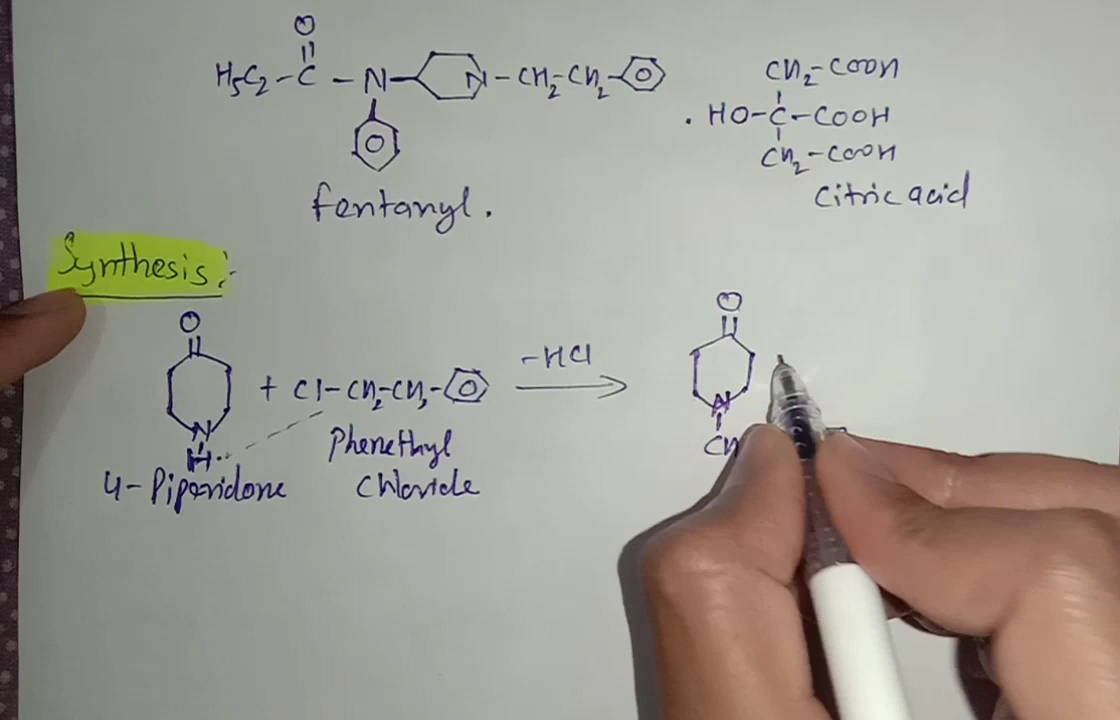 O
H5C2-C-N-N-CH2-CH2-
fentanyl.
CH2-COOH
. HO-C-COOH
CH2-COOH
Citric acid
Synthesis:-
O
N
H
4-Piperidone
+ Cl-CH2-CH2-
Phenethyl
Chloride
-HCl
O
N
CH